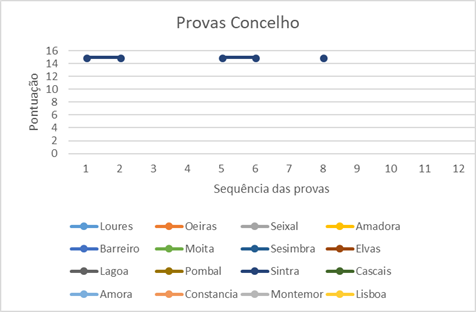 Provas Concelho
16
14
12
10
8
6
4
2
0
Pontuação
1 2 3 4 5 6 7 8 9 10 11 12
Sequência das provas
Loures Oeiras Seixal Amadora
Barreiro Moita Sesimbra Elvas
Lagoa Pombal Sintra Cascais
Amora Constancia Montemor Lisboa